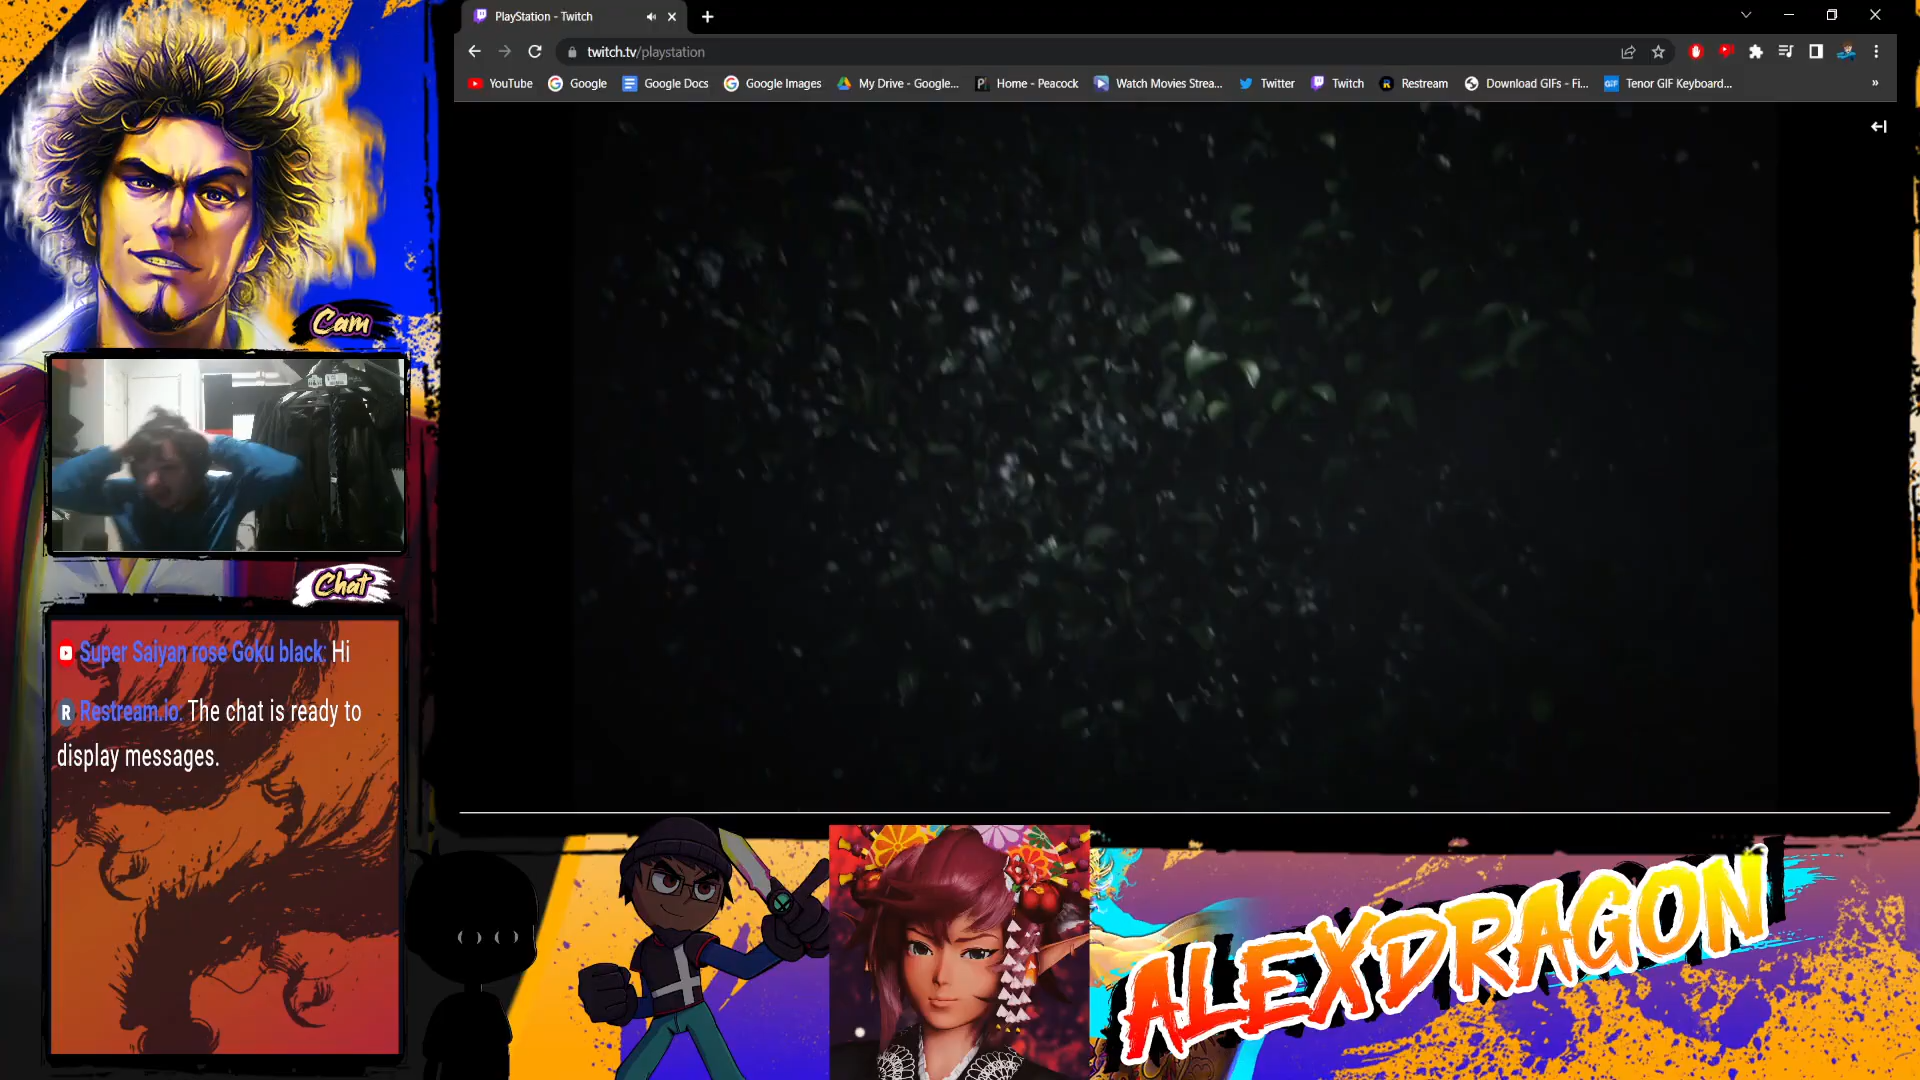 PlayStation - Twitch
twitch.tv/playstation
YouTube
Google
Google Docs
Google Images
My Drive - Google...
Home - Peacock
Watch Movies Strea...
Twitter
Twitch
Restream
Download GIFs - Fi...
GIF
Tenor GIF Keyboard...
»
Cam
Chat
Super Saiyan rose Goku black: Hi
R Restream.io: The chat is ready to
display messages.
ALEXDRAGON